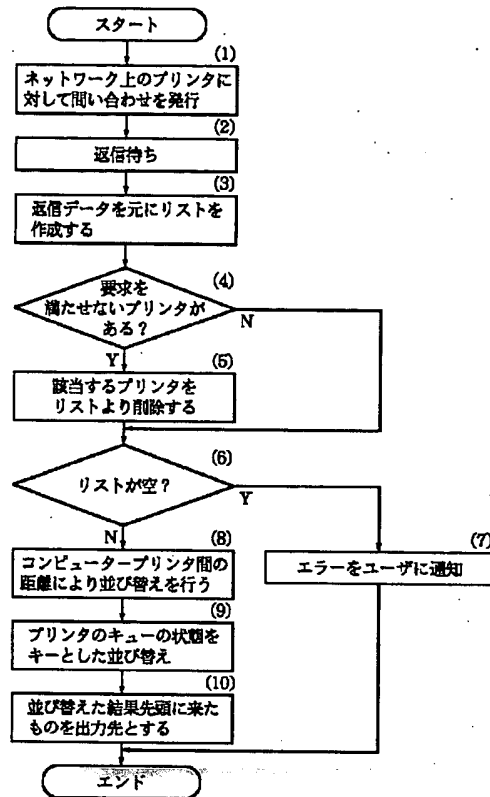 スタート
(1)
ネットワーク上のプリンタに
対して問い合わせを発行
(2)
返信待ち
(3)
返信データを元にリストを
作成する
(4)
要求を
満たせないプリンタが
ある？
N
Y
(5)
該当するプリンタを
リストより削除する
(6)
リストが空？
Y
N
(7)
エラーをユーザに通知
(8)
コンピュータープリンタ間の
距離により並び替えを行う
(9)
プリンタのキューの状態を
キーとした並び替え
(10)
並び替えた結果先頭に来た
ものを出力先とする
エンド